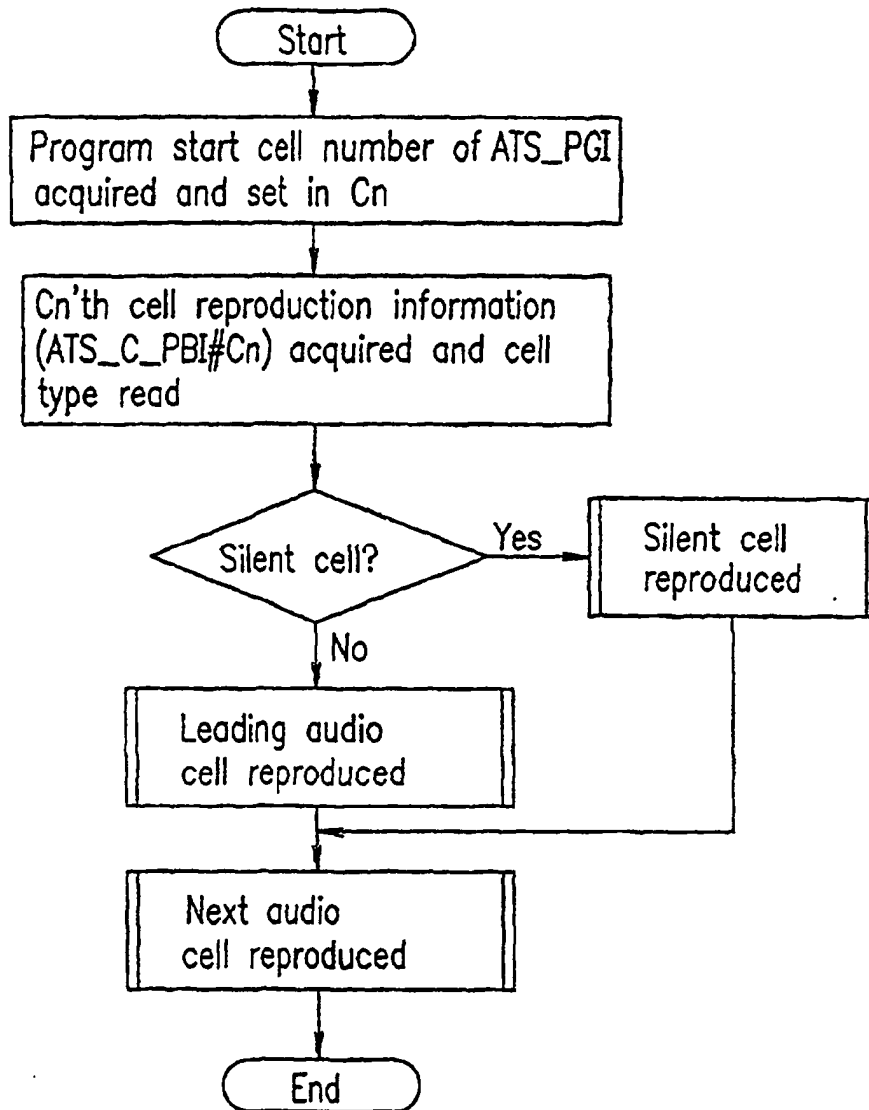 Start
Program start cell number of ATS_PGI
acquired and set in Cn
Cn'th cell reproduction information
(ATS_C_PBI#Cn) acquired and cell
type read
Silent cell?
Yes
Silent cell
reproduced
No
Leading audio
cell reproduced
Next audio
cell reproduced
End